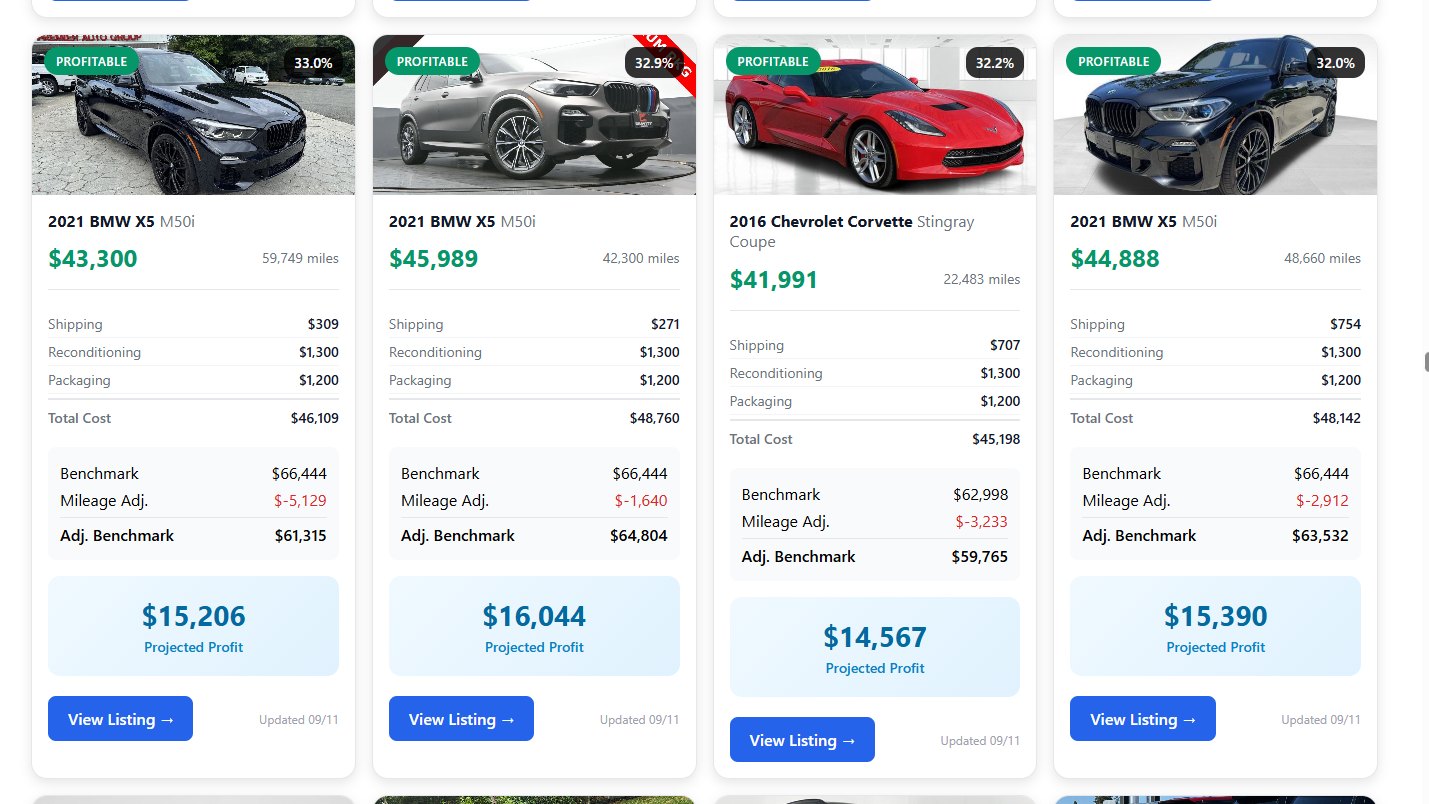 PREMIER AUTO GROUP
PROFITABLE
33.0%
2021 BMW X5 M50i
$43,300
59,749 miles
Shipping
$309
Reconditioning
$1,300
Packaging
$1,200
Total Cost
$46,109
Benchmark
$66,444
Mileage Adj.
$-5,129
Adj. Benchmark
$61,315
$15,206
Projected Profit
View Listing →
Updated 09/11
PROFITABLE
32.9%
2021 BMW X5 M50i
$45,989
42,300 miles
Shipping
$271
Reconditioning
$1,300
Packaging
$1,200
Total Cost
$48,760
Benchmark
$66,444
Mileage Adj.
$-1,640
Adj. Benchmark
$64,804
$16,044
Projected Profit
View Listing →
Updated 09/11
PROFITABLE
32.2%
2016 Chevrolet Corvette Stingray
Coupe
$41,991
22,483 miles
Shipping
$707
Reconditioning
$1,300
Packaging
$1,200
Total Cost
$45,198
Benchmark
$62,998
Mileage Adj.
$-3,233
Adj. Benchmark
$59,765
$14,567
Projected Profit
View Listing →
Updated 09/11
PROFITABLE
32.0%
2021 BMW X5 M50i
$44,888
48,660 miles
Shipping
$754
Reconditioning
$1,300
Packaging
$1,200
Total Cost
$48,142
Benchmark
$66,444
Mileage Adj.
$-2,912
Adj. Benchmark
$63,532
$15,390
Projected Profit
View Listing →
Updated 09/11